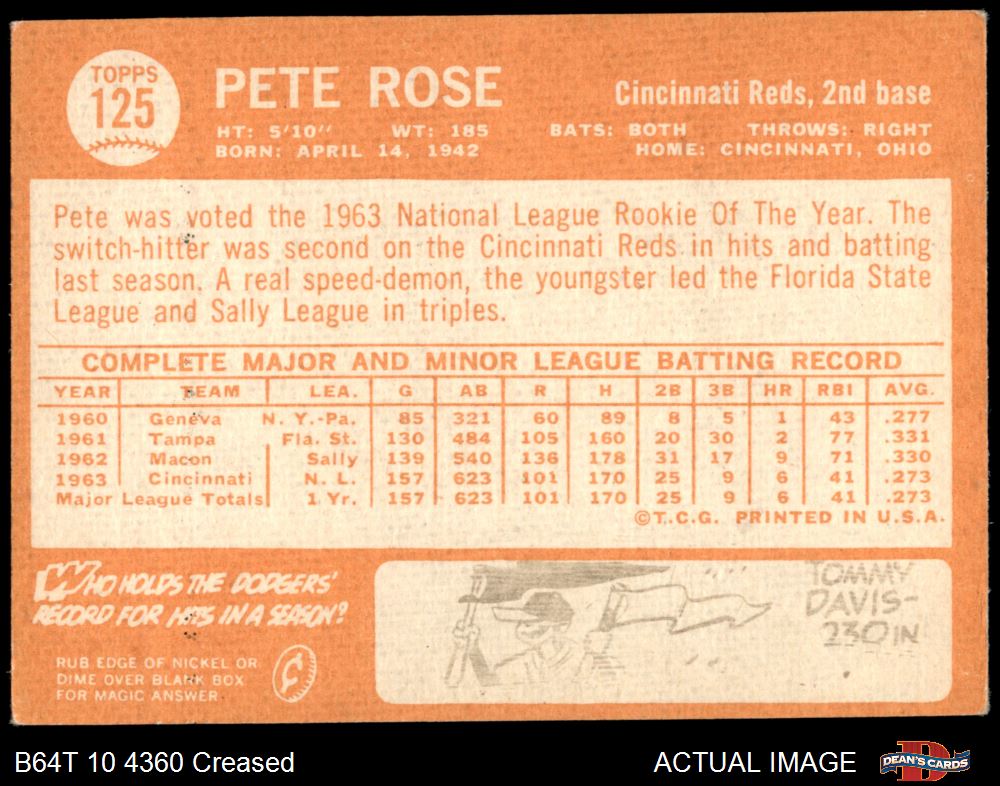 TOPPS
125
PETE ROSE
Cincinnati Reds, 2nd base
HT: 5'10" WT: 185 BATS: BOTH THROWS: RIGHT
BORN: APRIL 14, 1942 HOME: CINCINNATI, OHIO
Pete was voted the 1963 National League Rookie Of The Year. The
switch-hitter was second on the Cincinnati Reds in hits and batting
last season. A real speed-demon, the youngster led the Florida State
League and Sally League in triples.
COMPLETE MAJOR AND MINOR LEAGUE BATTING RECORD
YEAR TEAM LEA. G AB R H 2B 3B HR RBI AVG.
1960 Geneva N. Y.-Pa. 85 321 60 89 8 5 1 43 .277
1961 Tampa Fla. St. 130 484 105 160 20 30 2 77 .331
1962 Macon Sally 139 540 136 178 31 17 9 71 .330
1963 Cincinnati N. L. 157 623 101 170 25 9 6 41 .273
Major League Totals 1 Yr. 157 623 101 170 25 9 6 41 .273
©T.C.G. PRINTED IN U.S.A.
WHO HOLDS THE DODGERS'
RECORD FOR HITS IN A SEASON?
RUB EDGE OF NICKEL OR
DIME OVER BLANK BOX
FOR MAGIC ANSWER.
TOMMY
DAVIS-
230 IN
B64T 10 4360 Creased
ACTUAL IMAGE
DEAN'S CARDS